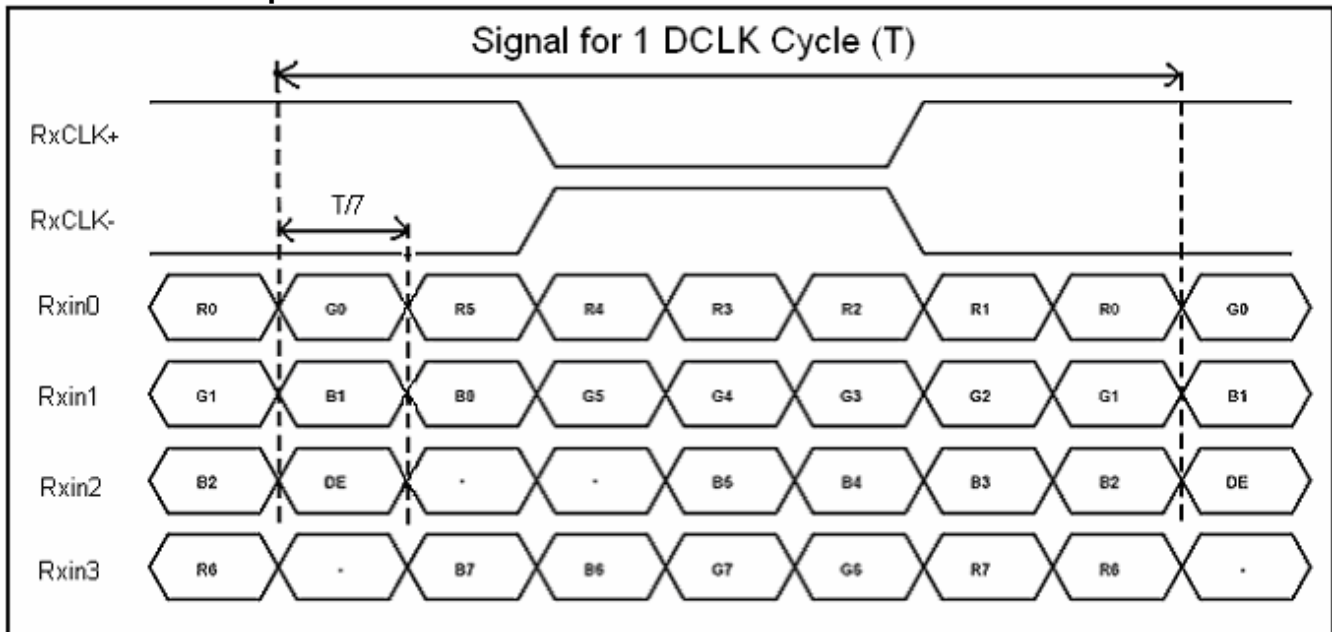 Signal for 1 DCLK Cycle (T)
RxCLK+
RxCLK-
T/7
Rxin0 R0 G0 R5 R4 R3 R2 R1 R0 G0
Rxin1 G1 B1 B0 G5 G4 G3 G2 G1 B1
Rxin2 B2 DE - - B5 B4 B3 B2 DE
Rxin3 R6 - B7 B6 G7 G6 R7 R6 -